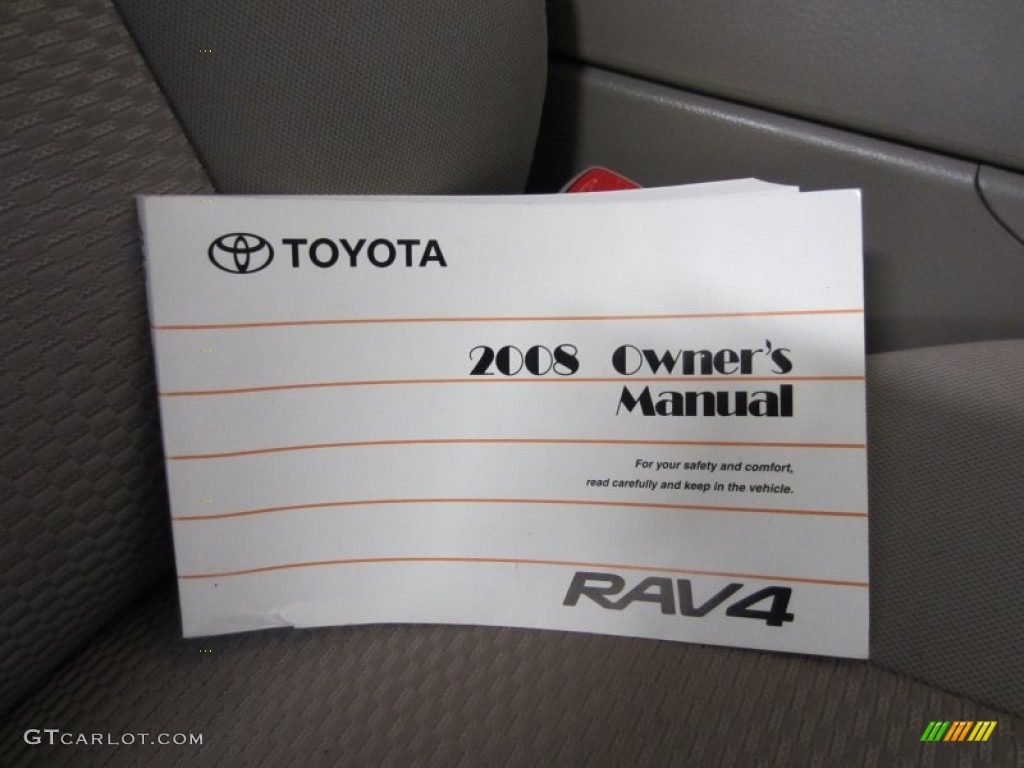 TOYOTA
2008 Owner's
Manual
For your safety and comfort,
read carefully and keep in the vehicle.
RAV4
GTCARLOT.COM